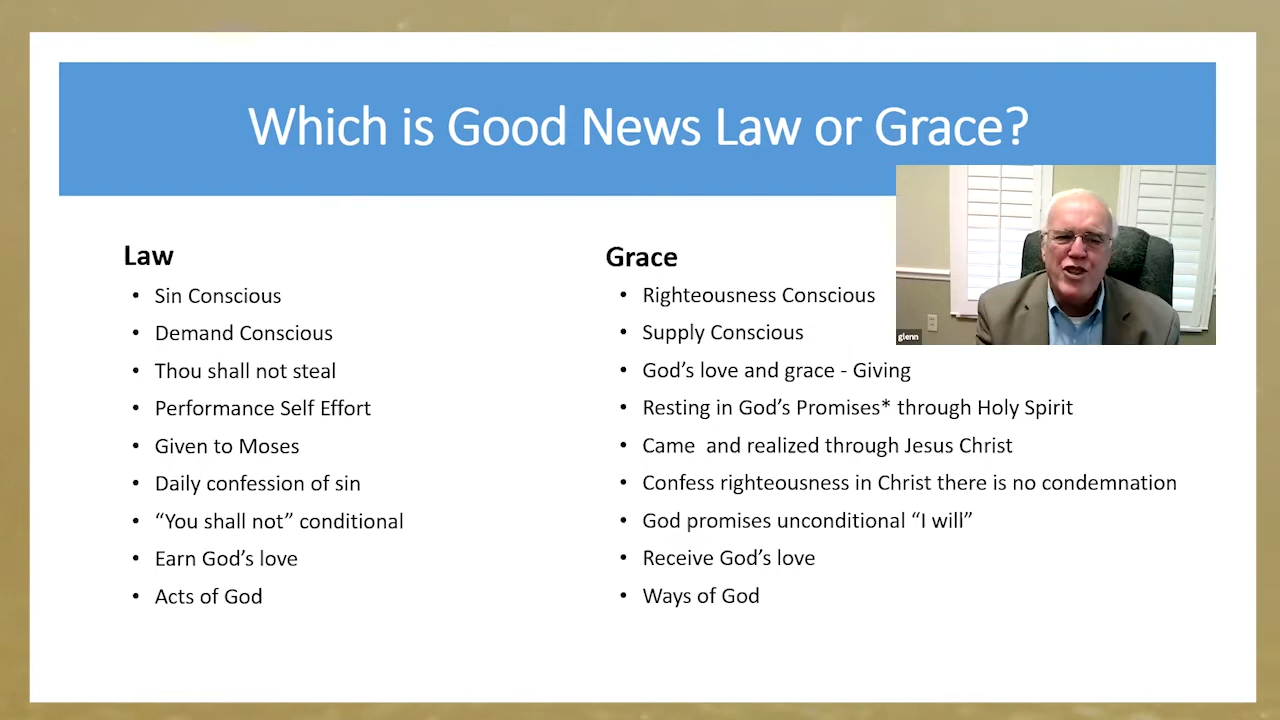 Which is Good News Law or Grace?
Law
• Sin Conscious
• Demand Conscious
• Thou shall not steal
• Performance Self Effort
• Given to Moses
• Daily confession of sin
• “You shall not” conditional
• Earn God’s love
• Acts of God
Grace
• Righteousness Conscious
• Supply Conscious
• God’s love and grace - Giving
• Resting in God’s Promises* through Holy Spirit
• Came  and realized through Jesus Christ
• Confess righteousness in Christ there is no condemnation
• God promises unconditional “I will”
• Receive God’s love
• Ways of God
glenn